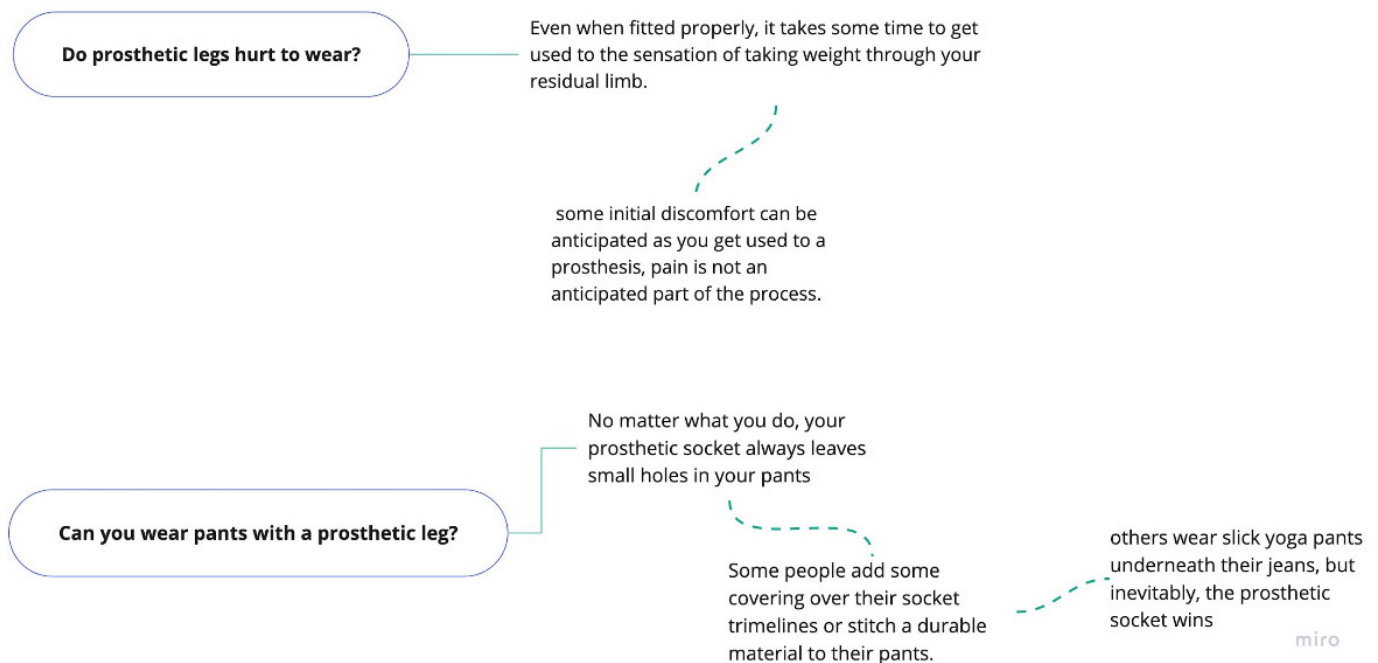 Do prosthetic legs hurt to wear?
Even when fitted properly, it takes some time to get
used to the sensation of taking weight through your
residual limb.
some initial discomfort can be
anticipated as you get used to a
prosthesis, pain is not an
anticipated part of the process.
Can you wear pants with a prosthetic leg?
No matter what you do, your
prosthetic socket always leaves
small holes in your pants
Some people add some
covering over their socket
trimelines or stitch a durable
material to their pants.
others wear slick yoga pants
underneath their jeans, but
inevitably, the prosthetic
socket wins
miro